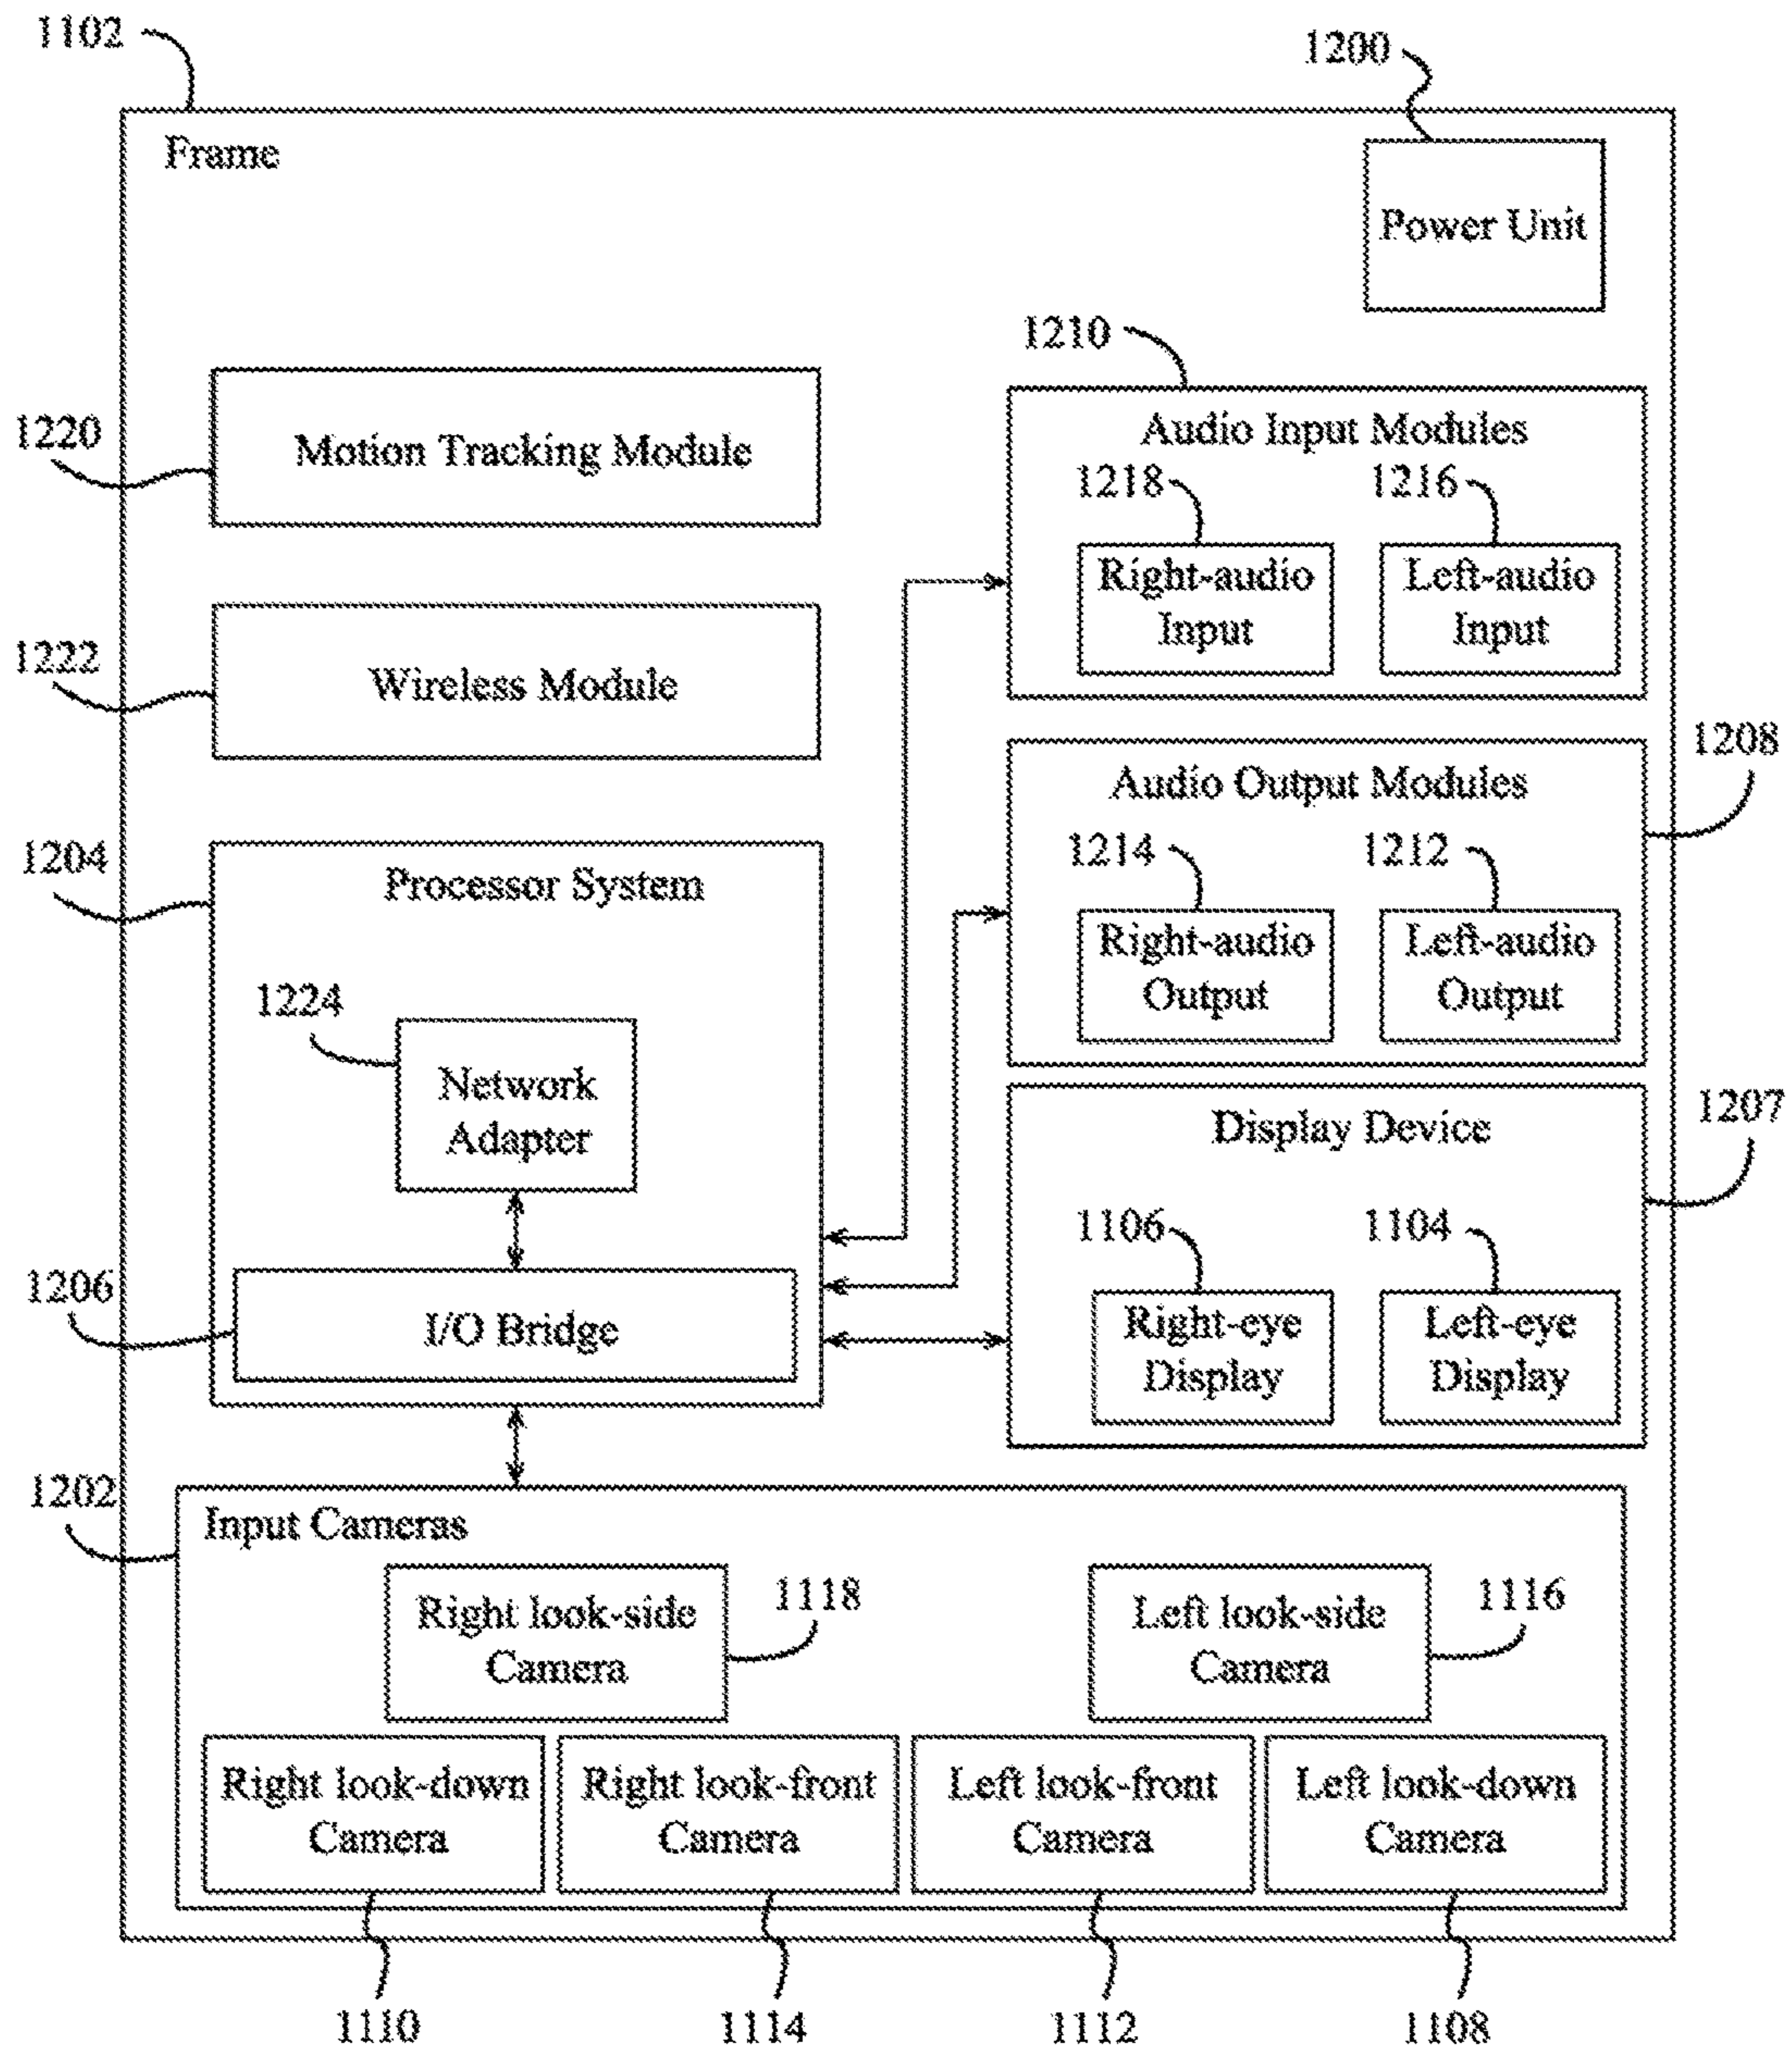 1102
1200
Frame
Power Unit
1210
1220
Motion Tracking Module
Audio Input Modules
1218
1216
Right-audio
Input
Left-audio
Input
1222
Wireless Module
1208
Audio Output Modules
1214
1212
Right-audio
Output
Left-audio
Output
1204
Processor System
1224
Network
Adapter
1207
Display Device
1106
1104
Right-eye
Display
Left-eye
Display
1206
I/O Bridge
1202
Input Cameras
Right look-side
Camera
1118
Left look-side
Camera
1116
Right look-down
Camera
Right look-front
Camera
Left look-front
Camera
Left look-down
Camera
1110
1114
1112
1108